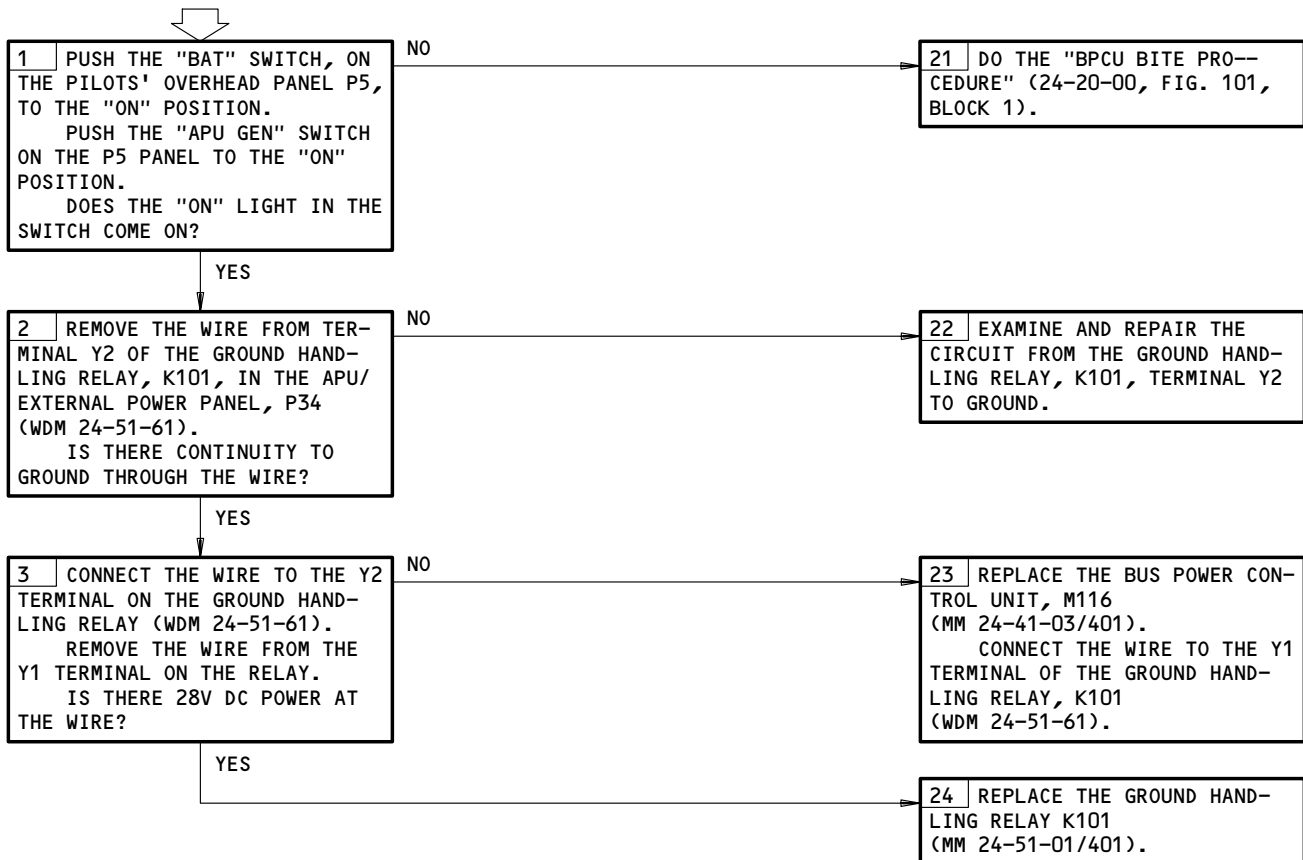 1 PUSH THE "BAT" SWITCH, ON
THE PILOTS' OVERHEAD PANEL P5,
TO THE "ON" POSITION.
PUSH THE "APU GEN" SWITCH
ON THE P5 PANEL TO THE "ON"
POSITION.
DOES THE "ON" LIGHT IN THE
SWITCH COME ON?
NO
21 DO THE "BPCU BITE PRO--
CEDURE" (24-20-00, FIG. 101,
BLOCK 1).
YES
2 REMOVE THE WIRE FROM TER-
MINAL Y2 OF THE GROUND HAND-
LING RELAY, K101, IN THE APU/
EXTERNAL POWER PANEL, P34
(WDM 24-51-61).
IS THERE CONTINUITY TO
GROUND THROUGH THE WIRE?
NO
22 EXAMINE AND REPAIR THE
CIRCUIT FROM THE GROUND HAND-
LING RELAY, K101, TERMINAL Y2
TO GROUND.
YES
3 CONNECT THE WIRE TO THE Y2
TERMINAL ON THE GROUND HAND-
LING RELAY (WDM 24-51-61).
REMOVE THE WIRE FROM THE
Y1 TERMINAL ON THE RELAY.
IS THERE 28V DC POWER AT
THE WIRE?
NO
23 REPLACE THE BUS POWER CON-
TROL UNIT, M116
(MM 24-41-03/401).
CONNECT THE WIRE TO THE Y1
TERMINAL OF THE GROUND HAND-
LING RELAY, K101
(WDM 24-51-61).
YES
24 REPLACE THE GROUND HAND-
LING RELAY K101
(MM 24-51-01/401).